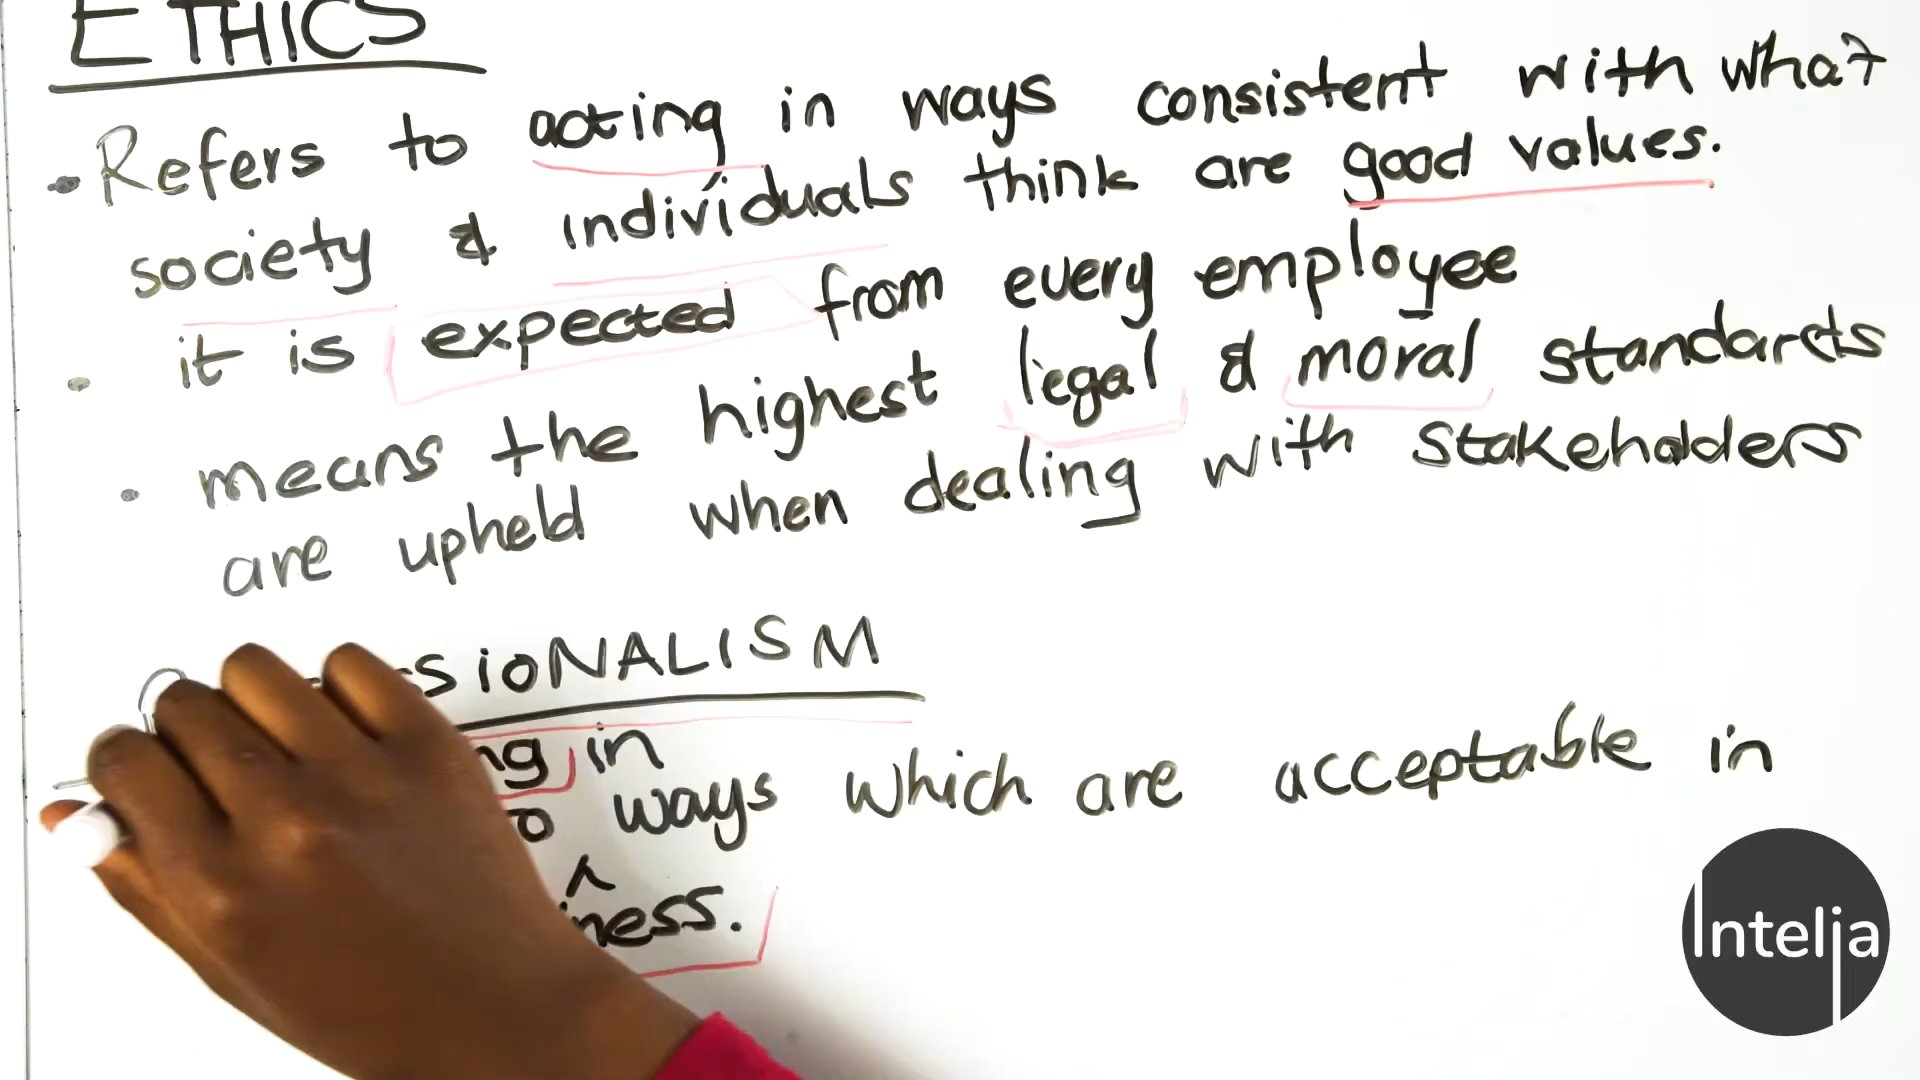 ETHICS
• Refers to acting in ways consistent with what
society & individuals think are good values.
• it is expected from every employee
• means the highest legal & moral standards
are upheld when dealing with stakeholders
SIONALISM
in
ways which are acceptable in
ness.
Intelja